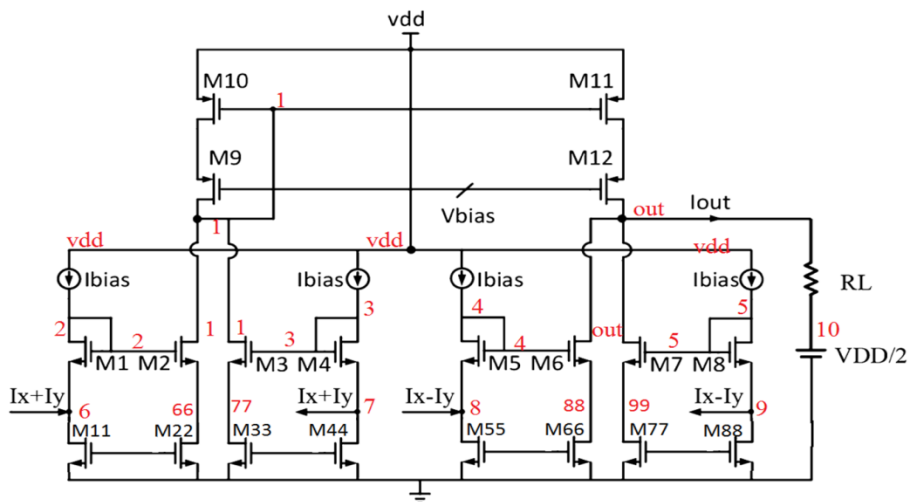 vdd
M10
1
M11
M9
M12
Vbias
out
Iout
1
vdd
vdd
vdd
Ibias
Ibias
Ibias
Ibias
RL
2
2
1
1
3
3
4
4
out
5
5
10
M1
M2
M3
M4
M5
M6
M7
M8
VDD/2
Ix+Iy
6
66
77
Ix+Iy
7
Ix-Iy
8
88
99
Ix-Iy
9
M11
M22
M33
M44
M55
M66
M77
M88